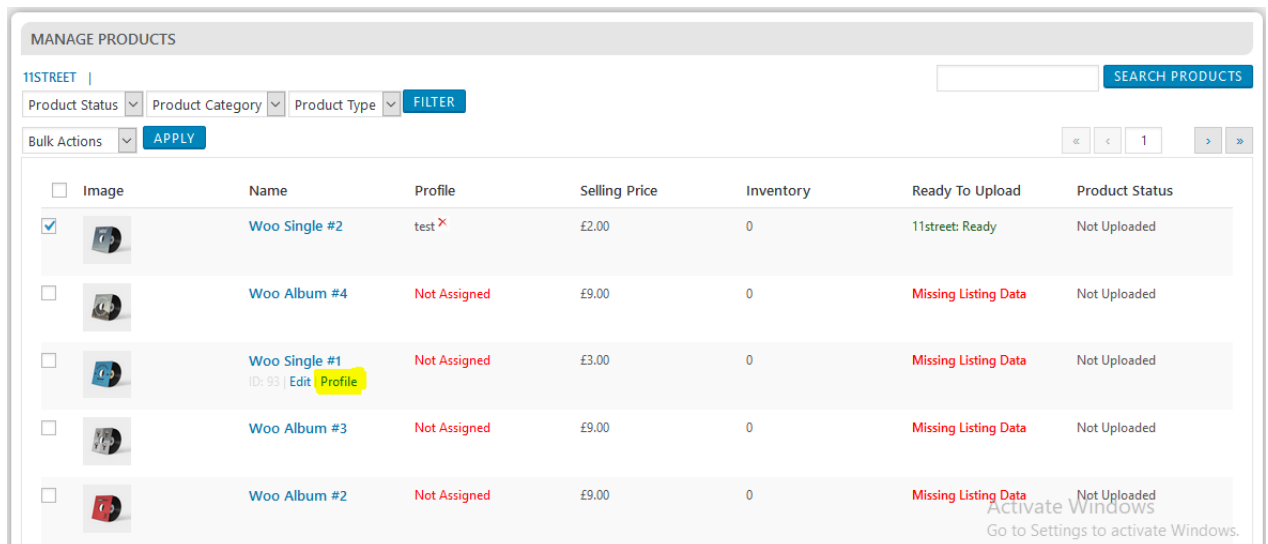 MANAGE PRODUCTS
11STREET |
SEARCH PRODUCTS
Product Status Product Category Product Type FILTER
Bulk Actions APPLY
« ‹ 1 › »
Image Name Profile Selling Price Inventory Ready To Upload Product Status
Woo Single #2 test £2.00 0 11street: Ready Not Uploaded
Woo Album #4 Not Assigned £9.00 0 Missing Listing Data Not Uploaded
Woo Single #1 Not Assigned £3.00 0 Missing Listing Data Not Uploaded
ID: 93 | Edit Profile
Woo Album #3 Not Assigned £9.00 0 Missing Listing Data Not Uploaded
Woo Album #2 Not Assigned £9.00 0 Missing Listing Data Not Uploaded
Activate Windows
Go to Settings to activate Windows.